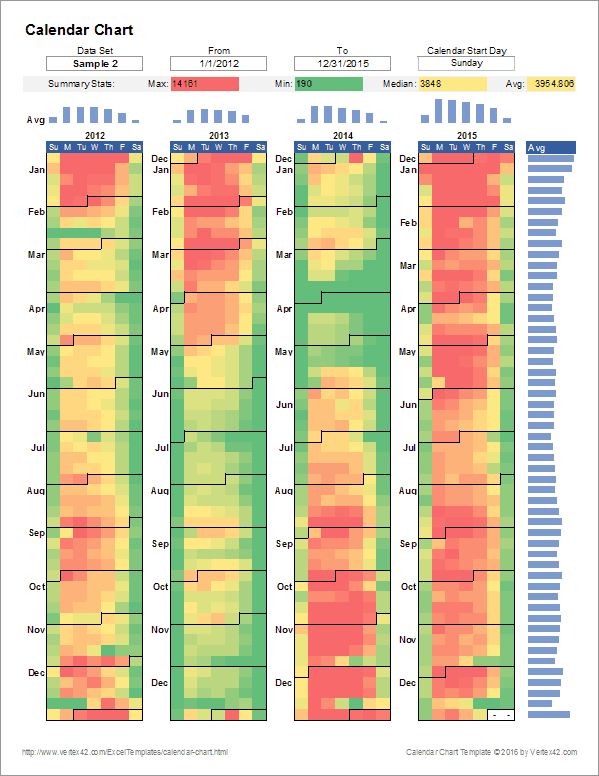 Calendar Chart
Data Set From To Calendar Start Day
Sample 2 1/1/2012 12/31/2015 Sunday
Summary Stats: Max: 14161 Min: 190 Median: 3848 Avg: 3954.806
Avg
2012 2013 2014 2015
Su M Tu W Th F Sa Su M Tu W Th F Sa Su M Tu W Th F Sa Su M Tu W Th F Sa Avg
Dec Dec Dec
Jan Jan Jan
Feb Feb Feb
Feb
Mar Mar Mar
Mar
Apr Apr Apr Apr
May May May May
Jun Jun Jun
Jun
Jul Jul Jul Jul
Aug Aug Aug Aug
Sep Sep
Sep Sep
Oct Oct Oct Oct
Nov Nov Nov
Nov
Dec Dec
Dec Dec
- -
http://www.vertex42.com/ExcelTemplates/calendar-chart.html Calendar Chart Template © 2016 by Vertex42.com